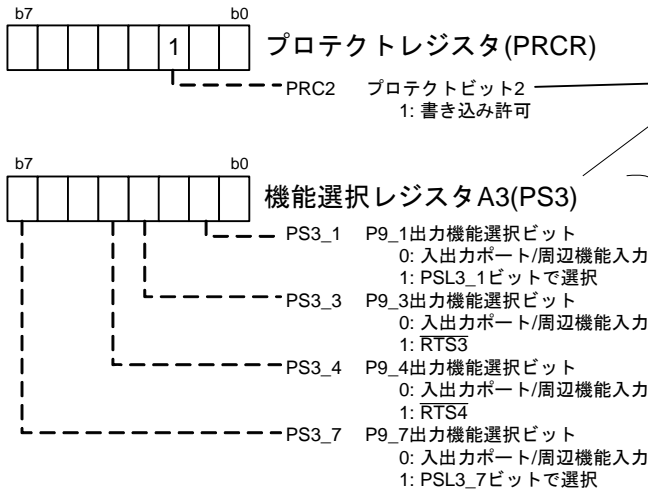 b7 b0
1
プロテクトレジスタ(PRCR)
PRC2 プロテクトビット2
1: 書き込み許可
b7 b0
機能選択レジスタA3(PS3)
PS3_1 P9_1出力機能選択ビット
0: 入出力ポート/周辺機能入力
1: PSL3_1ビットで選択
PS3_3 P9_3出力機能選択ビット
0: 入出力ポート/周辺機能入力
1: RTS3
PS3_4 P9_4出力機能選択ビット
0: 入出力ポート/周辺機能入力
1: RTS4
PS3_7 P9_7出力機能選択ビット
0: 入出力ポート/周辺機能入力
1: PSL3_7ビットで選択